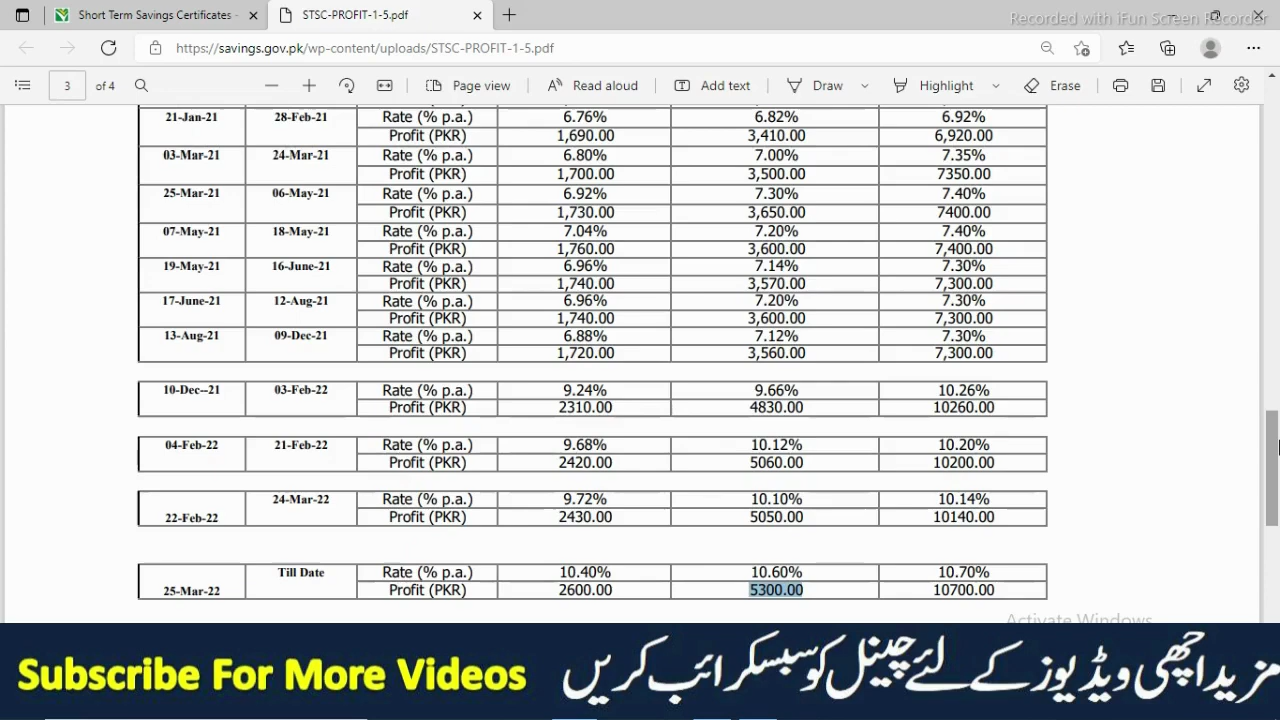 Short Term Savings Certificates -
STSC-PROFIT-1-5.pdf
Recorded with iFun Screen Recorder
https://savings.gov.pk/wp-content/uploads/STSC-PROFIT-1-5.pdf
3 of 4 Page view Read aloud Add text Draw Highlight Erase
21-Jan-21 28-Feb-21 Rate (% p.a.) 6.76% 6.82% 6.92%
Profit (PKR) 1,690.00 3,410.00 6,920.00
03-Mar-21 24-Mar-21 Rate (% p.a.) 6.80% 7.00% 7.35%
Profit (PKR) 1,700.00 3,500.00 7350.00
25-Mar-21 06-May-21 Rate (% p.a.) 6.92% 7.30% 7.40%
Profit (PKR) 1,730.00 3,650.00 7400.00
07-May-21 18-May-21 Rate (% p.a.) 7.04% 7.20% 7.40%
Profit (PKR) 1,760.00 3,600.00 7,400.00
19-May-21 16-June-21 Rate (% p.a.) 6.96% 7.14% 7.30%
Profit (PKR) 1,740.00 3,570.00 7,300.00
17-June-21 12-Aug-21 Rate (% p.a.) 6.96% 7.20% 7.30%
Profit (PKR) 1,740.00 3,600.00 7,300.00
13-Aug-21 09-Dec-21 Rate (% p.a.) 6.88% 7.12% 7.30%
Profit (PKR) 1,720.00 3,560.00 7,300.00
10-Dec--21 03-Feb-22 Rate (% p.a.) 9.24% 9.66% 10.26%
Profit (PKR) 2310.00 4830.00 10260.00
04-Feb-22 21-Feb-22 Rate (% p.a.) 9.68% 10.12% 10.20%
Profit (PKR) 2420.00 5060.00 10200.00
24-Mar-22 Rate (% p.a.) 9.72% 10.10% 10.14%
22-Feb-22 Profit (PKR) 2430.00 5050.00 10140.00
Till Date Rate (% p.a.) 10.40% 10.60% 10.70%
25-Mar-22 Profit (PKR) 2600.00 5300.00 10700.00
Activate Windows
Subscribe For More Videos
مزید اچھی ویڈیوز کے لئے چینل کو سبسکرائب کریں